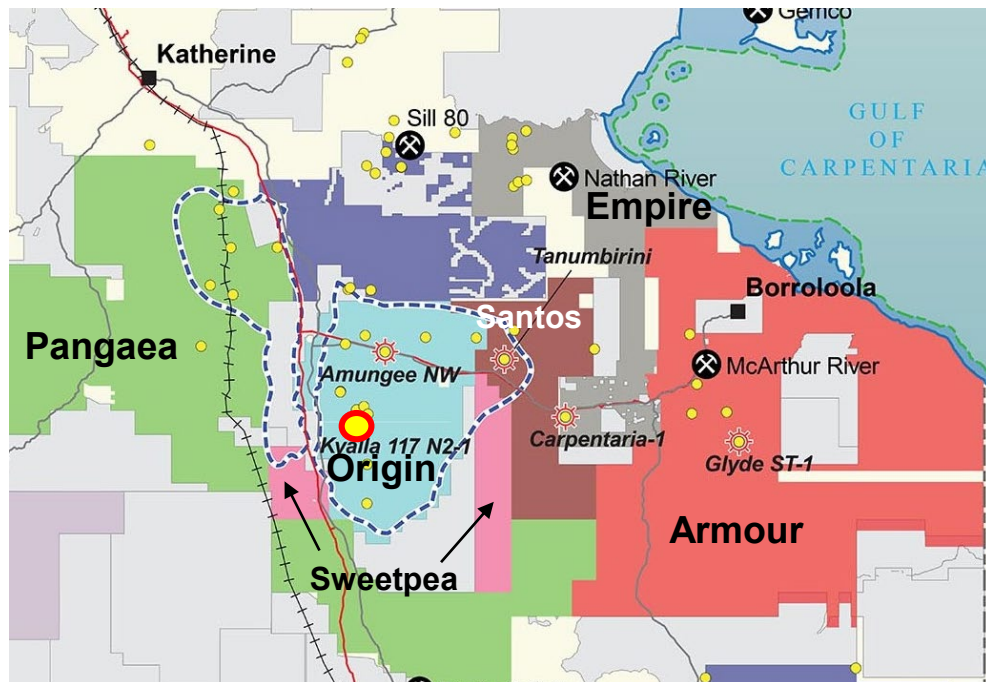 Gemco
Katherine
Sill 80
GULF
OF
CARPENTARIA
Nathan River
Empire
Tanumbirini
Borroloola
Santos
Pangaea
McArthur River
Amungee NW
Carpentaria-1
Kyalla 117 N2-1
Glyde ST-1
Origin
Armour
Sweetpea